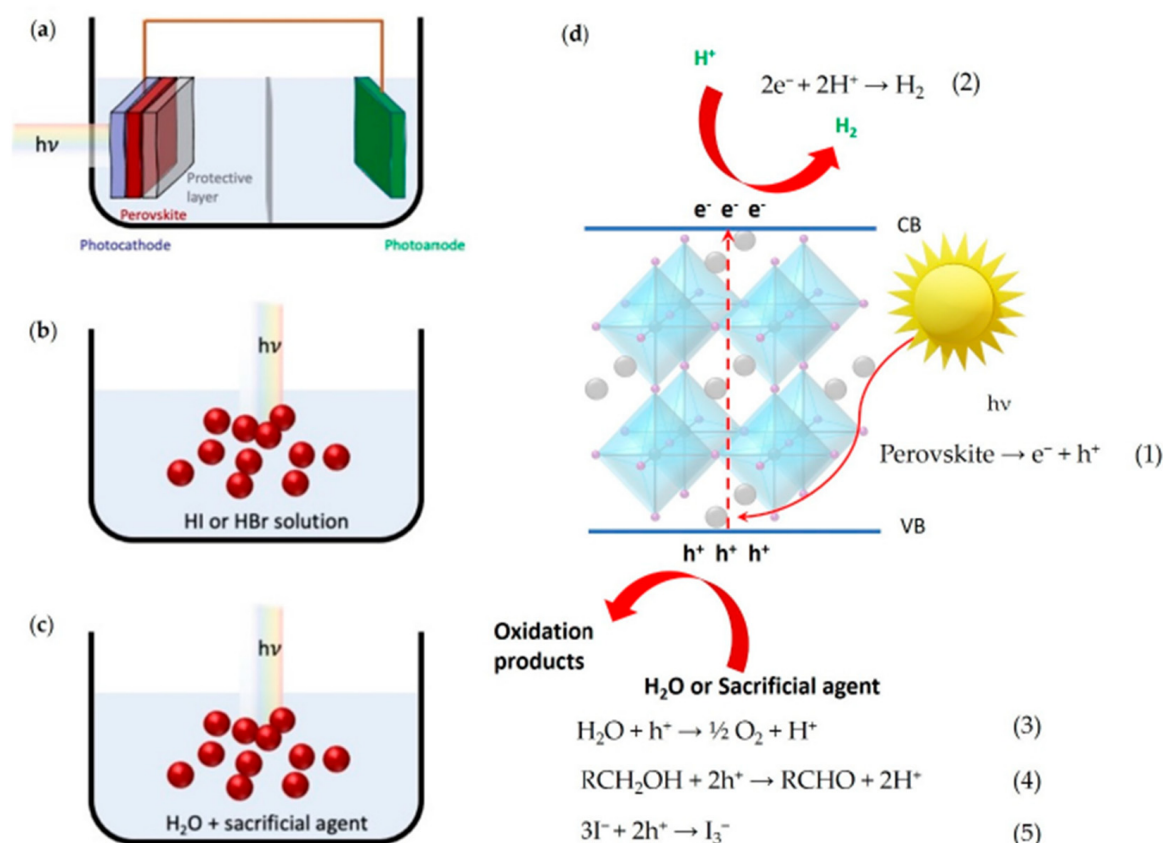 (a)
hν
Protective
layer
Perovskite
Photocathode
Photoamode
(b)
hν
HI or HBr solution
(c)
hν
H₂O + sacrificial agent
(d)
H⁺
2e⁻ + 2H⁺ → H₂ (2)
H₂
e⁻ e⁻ e⁻
CB
hν
Perovskite → e⁻ + h⁺ (1)
VB
h⁺ h⁺ h⁺
Oxidation
products
H₂O or Sacrificial agent
H₂O + h⁺ → ½ O₂ + H⁺ (3)
RCH₂OH + 2h⁺ → RCHO + 2H⁺ (4)
3I⁻ + 2h⁺ → I₃⁻ (5)